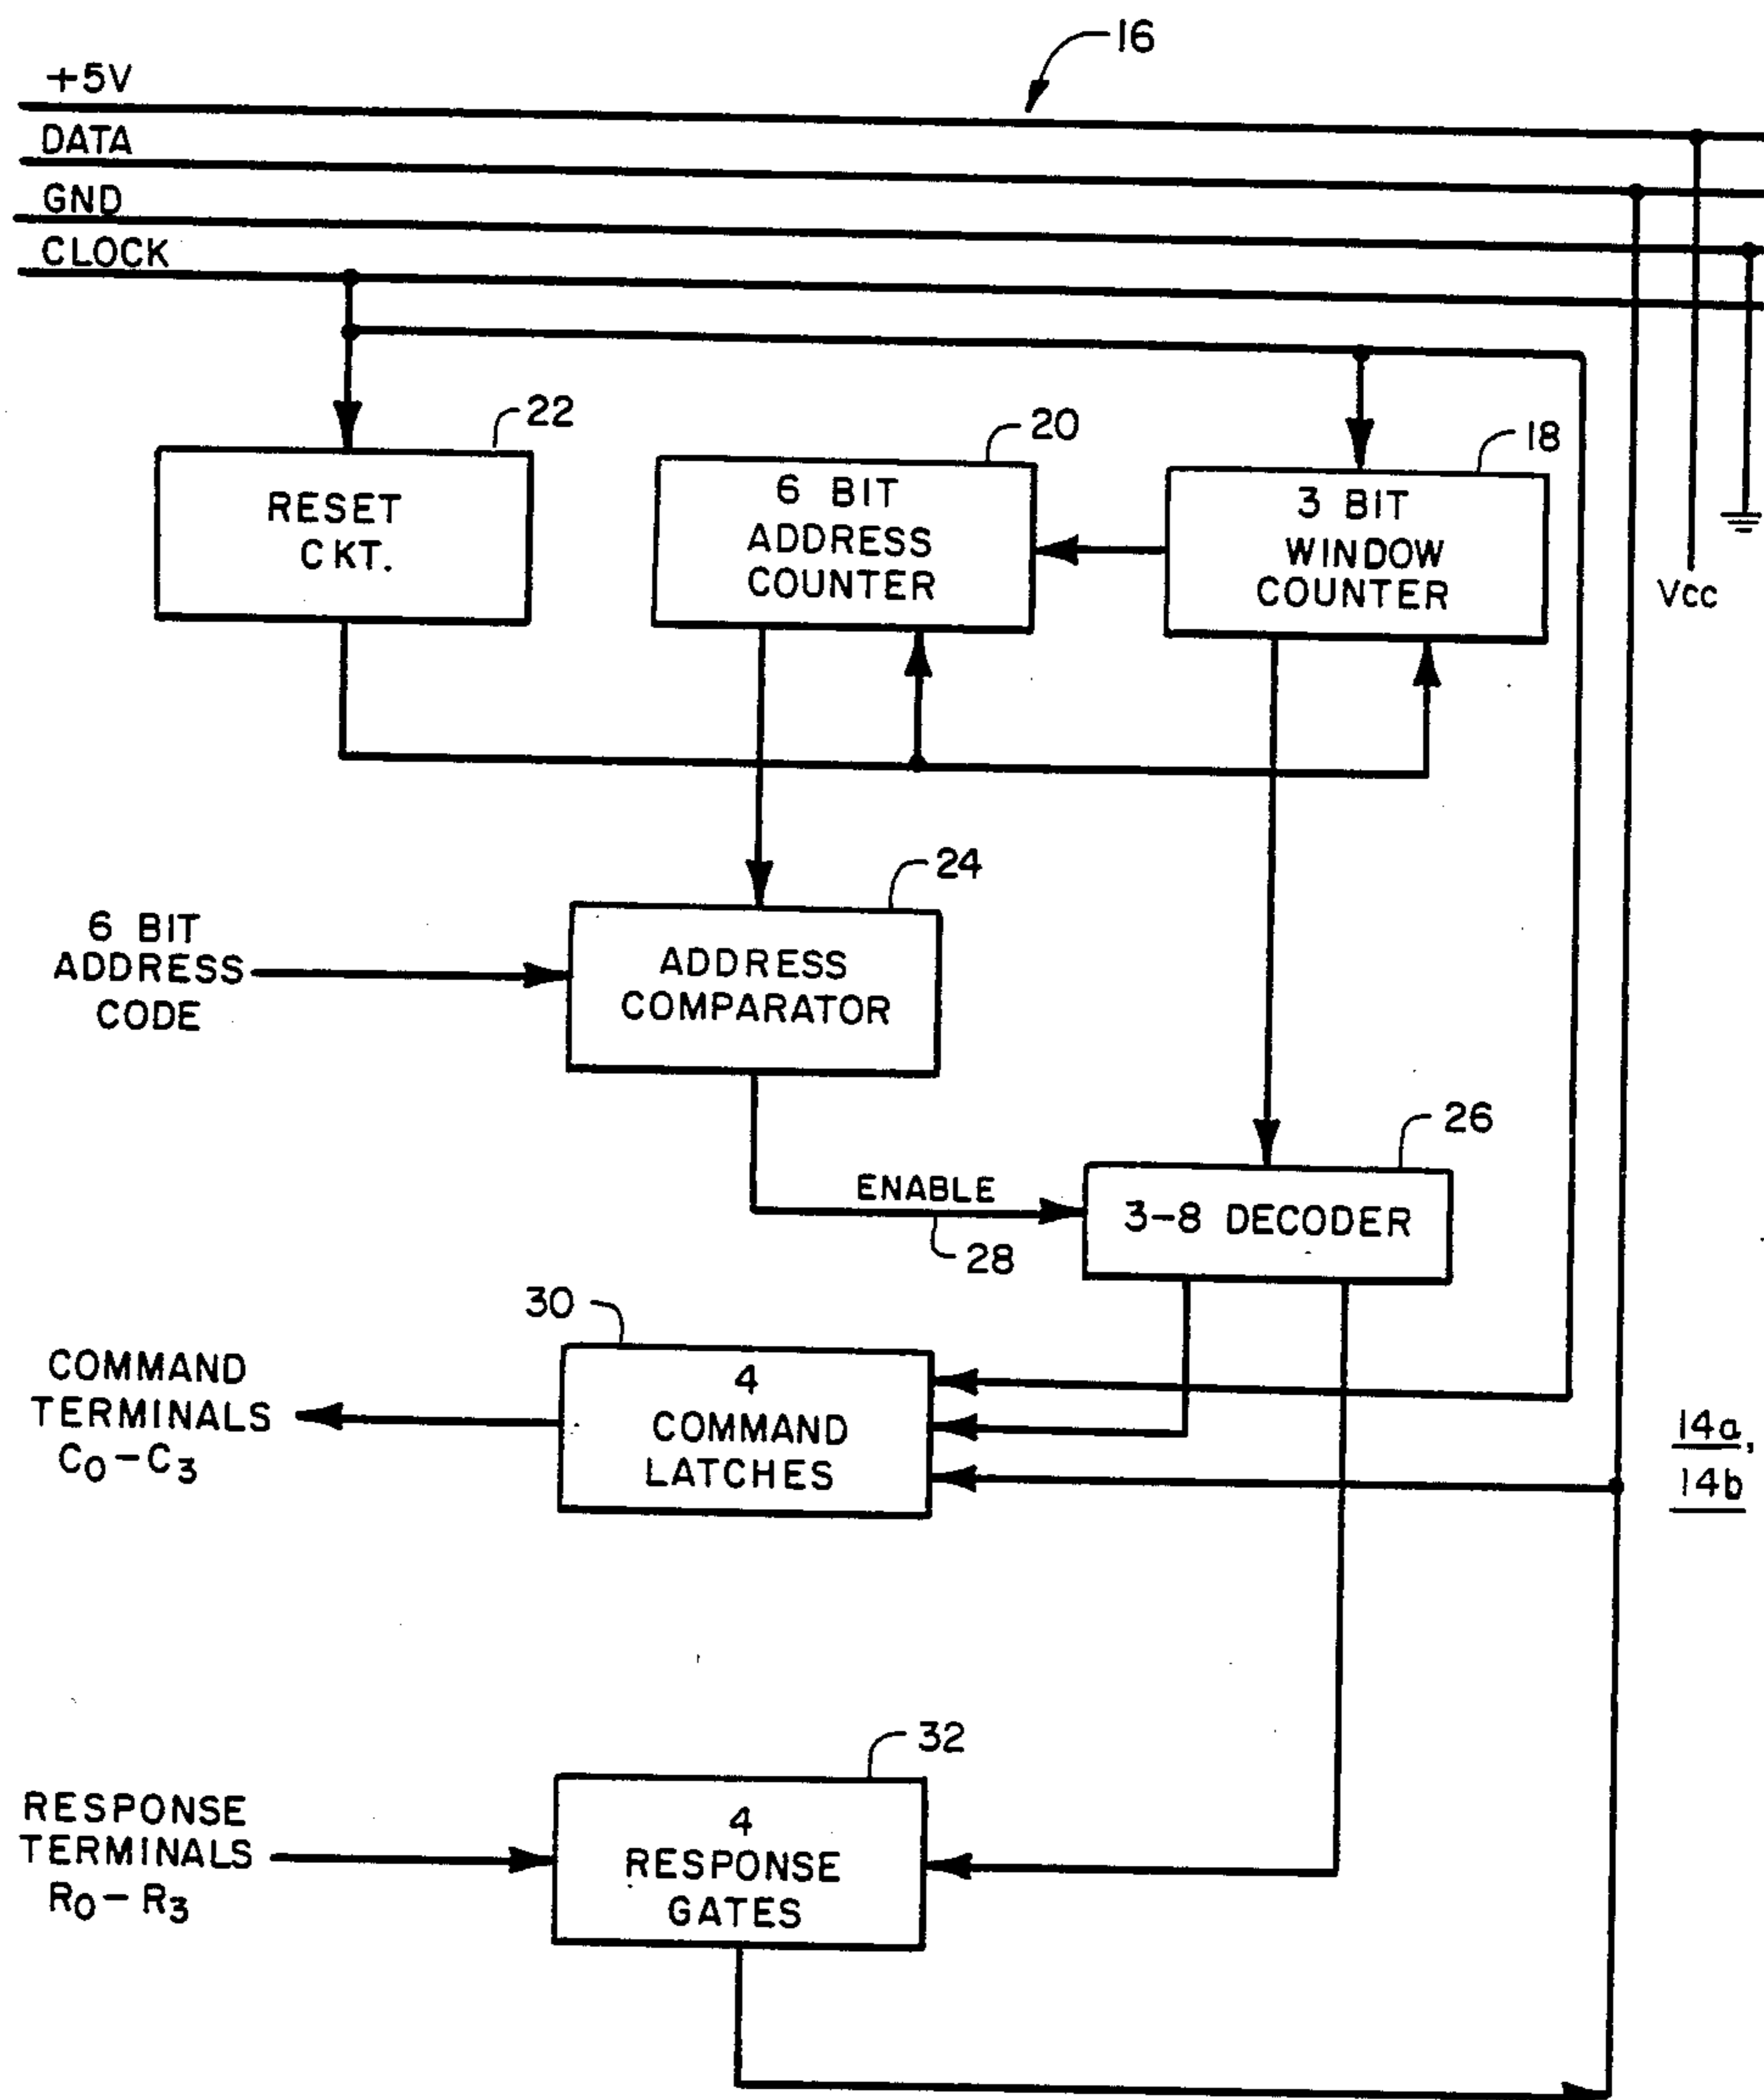 16
+5V
DATA
GND
CLOCK
22
20
18
RESET
CKT.
6 BIT
ADDRESS
COUNTER
3 BIT
WINDOW
COUNTER
Vcc
24
6 BIT
ADDRESS
CODE
ADDRESS
COMPARATOR
26
ENABLE
28
3-8 DECODER
30
COMMAND
TERMINALS
C0-C3
4
COMMAND
LATCHES
14a,
14b
32
RESPONSE
TERMINALS
R0-R3
4
RESPONSE
GATES